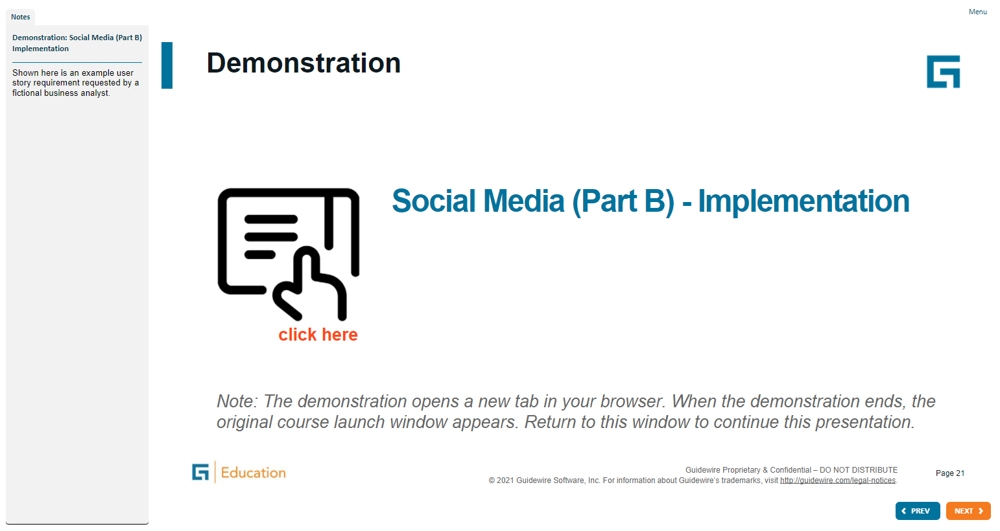 Notes
Menu
Demonstration: Social Media (Part B)
Implementation
Shown here is an example user
story requirement requested by a
fictional business analyst.
Demonstration
Social Media (Part B) - Implementation
click here
Note: The demonstration opens a new tab in your browser. When the demonstration ends, the
original course launch window appears. Return to this window to continue this presentation.
Education
Guidewire Proprietary & Confidential – DO NOT DISTRIBUTE
© 2021 Guidewire Software, Inc. For information about Guidewire's trademarks, visit http://guidewire.com/legal-notices.
Page 21
PREV
NEXT